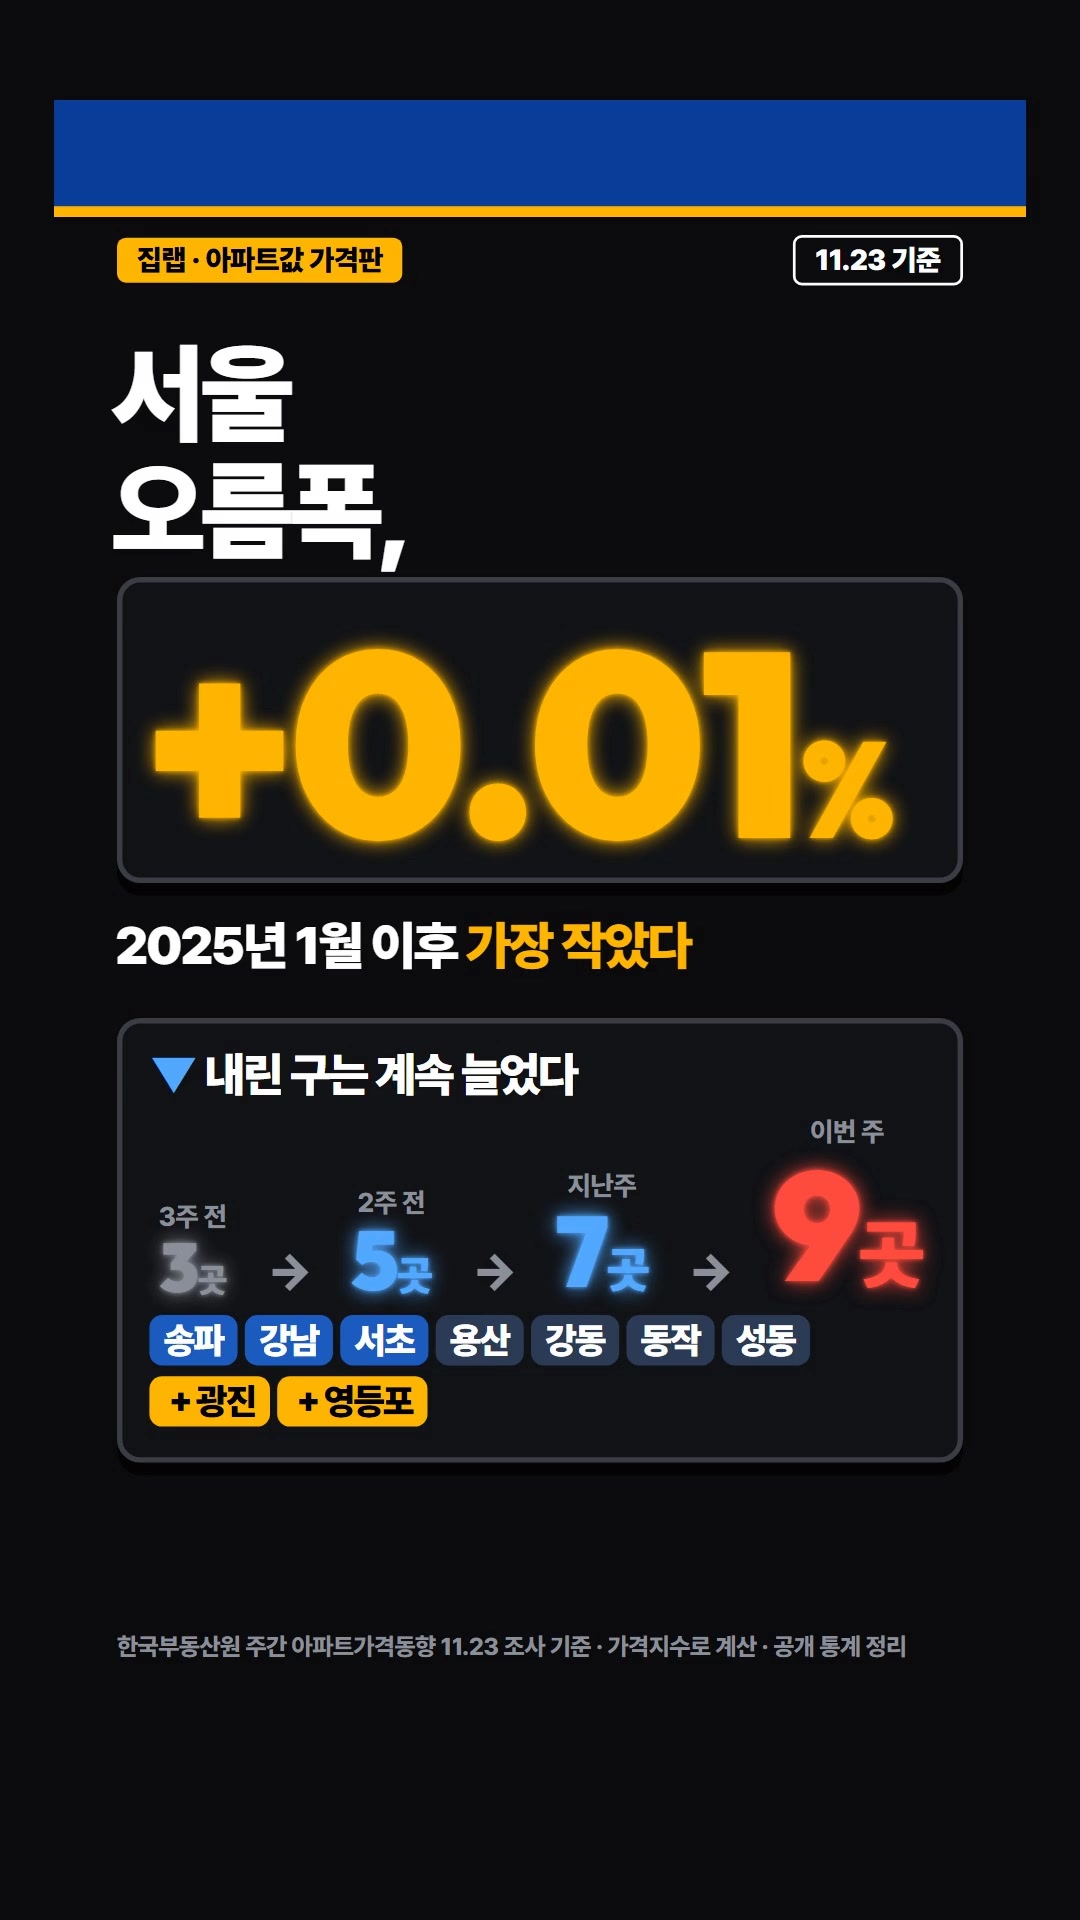 집랩 · 아파트값 가격판
11.23 기준
서울
오름폭,
+0.01%
2025년 1월 이후 가장 작았다
▼ 내린 구는 계속 늘었다
3주 전
3곳
→
2주 전
5곳
→
지난주
7곳
→
이번 주
9곳
송파 강남 서초 용산 강동 동작 성동
+ 광진 + 영등포
한국부동산원 주간 아파트가격동향 11.23 조사 기준 · 가격지수로 계산 · 공개 통계 정리